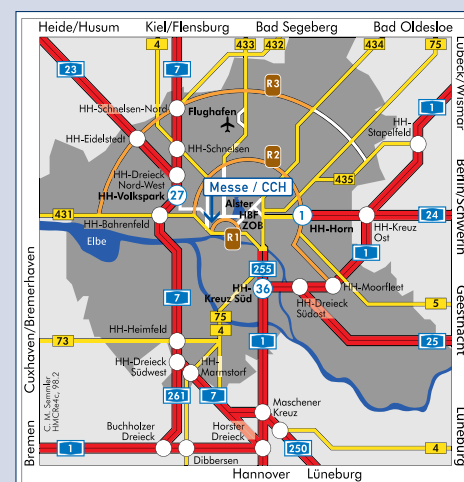 Heide/Husum
Kiel/Flensburg
Bad Segeberg
Bad Oldesloe
4
433
432
434
75
23
7
R3
Lübeck/Wismar
1
HH-Schnelsen-Nord
Flughafen
HH-
Stapelfeld
HH-Eidelstedt
HH-Schnelsen
R2
HH-Dreieck
Nord-West
HH-Volkspark
27
Messe / CCH
435
Berlin/Schwerin
431
Alster
HBF
ZOB
1
24
HH-Bahrenfeld
HH-Horn
HH-Kreuz
Ost
Elbe
R1
1
255
HH-
Kreuz Süd
36
HH-Moorfleet
7
HH-Dreieck
Südost
5
Geesthacht
75
4
Cuxhaven/Bremerhaven
HH-Heimfeld
73
1
25
HH-Dreieck
Südwest
HH-
Marmstorf
C. M. Semmler
HMCRe4c, 98.2
261
7
Maschener
Kreuz
Buchholzer
Dreieck
Horster
Dreieck
Lüneburg
Bremen
1
250
4
Dibbersen
Hannover
Lüneburg